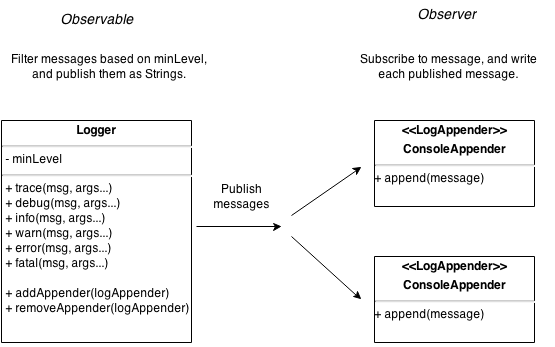 Observable
Observer
Filter messages based on minLevel,
and publish them as Strings.
Subscribe to message, and write
each published message.
Logger
- minLevel
+ trace(msg, args...)
+ debug(msg, args...)
+ info(msg, args...)
+ warn(msg, args...)
+ error(msg, args...)
+ fatal(msg, args...)
+ addAppender(logAppender)
+ removeAppender(logAppender)
Publish
messages
<<LogAppender>>
ConsoleAppender
+ append(message)
<<LogAppender>>
ConsoleAppender
+ append(message)